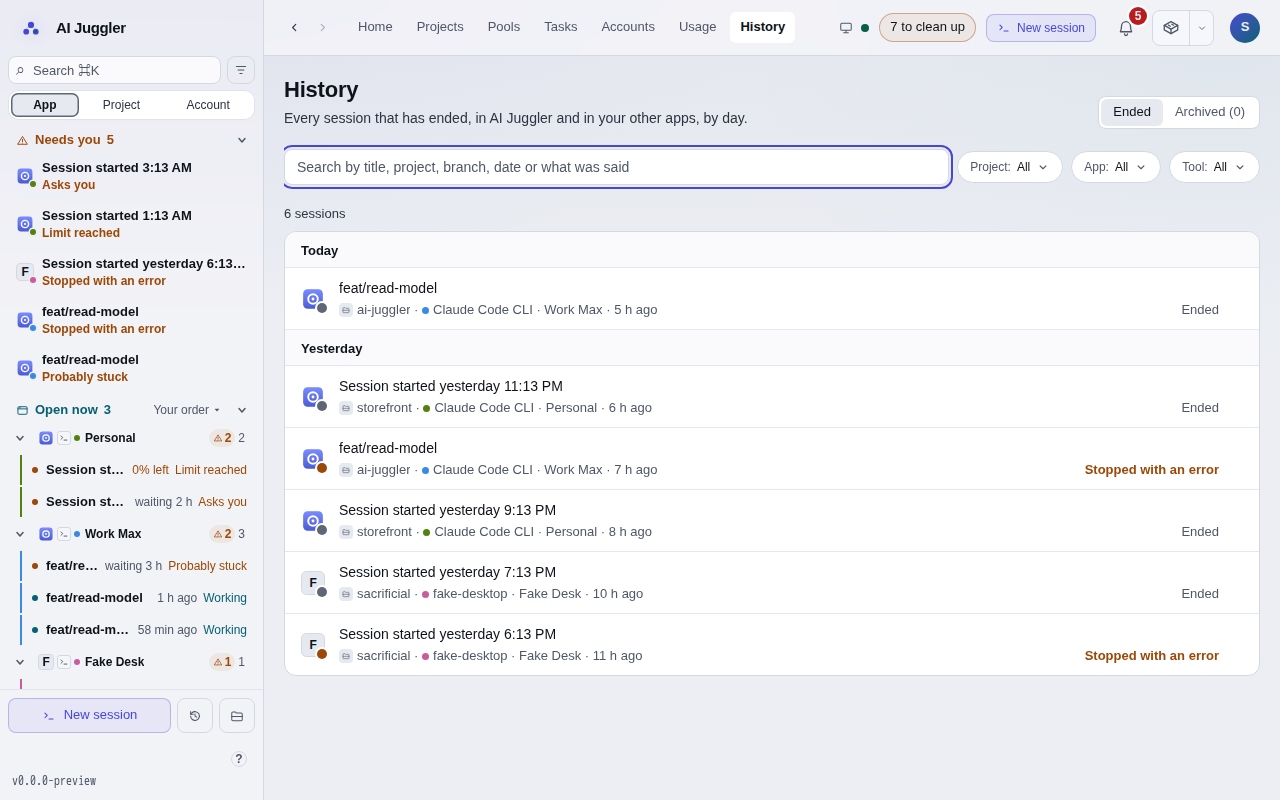 AI Juggler
Search ⌘K
App
Project
Account
Needs you 5
Session started 3:13 AM
Asks you
Session started 1:13 AM
Limit reached
F
Session started yesterday 6:13…
Stopped with an error
feat/read-model
Stopped with an error
feat/read-model
Probably stuck
Open now 3
Your order
Personal 2 2
Session st… 0% left Limit reached
Session st… waiting 2 h Asks you
Work Max 2 3
feat/re… waiting 3 h Probably stuck
feat/read-model 1 h ago Working
feat/read-m… 58 min ago Working
F Fake Desk 1 1
New session
?
v0.0.0-preview
Home
Projects
Pools
Tasks
Accounts
Usage
History
7 to clean up
New session
5
S
History
Every session that has ended, in AI Juggler and in your other apps, by day.
Ended
Archived (0)
Search by title, project, branch, date or what was said
Project: All
App: All
Tool: All
6 sessions
Today
feat/read-model
ai-juggler · Claude Code CLI · Work Max · 5 h ago
Ended
Yesterday
Session started yesterday 11:13 PM
storefront · Claude Code CLI · Personal · 6 h ago
Ended
feat/read-model
ai-juggler · Claude Code CLI · Work Max · 7 h ago
Stopped with an error
Session started yesterday 9:13 PM
storefront · Claude Code CLI · Personal · 8 h ago
Ended
F
Session started yesterday 7:13 PM
sacrificial · fake-desktop · Fake Desk · 10 h ago
Ended
F
Session started yesterday 6:13 PM
sacrificial · fake-desktop · Fake Desk · 11 h ago
Stopped with an error